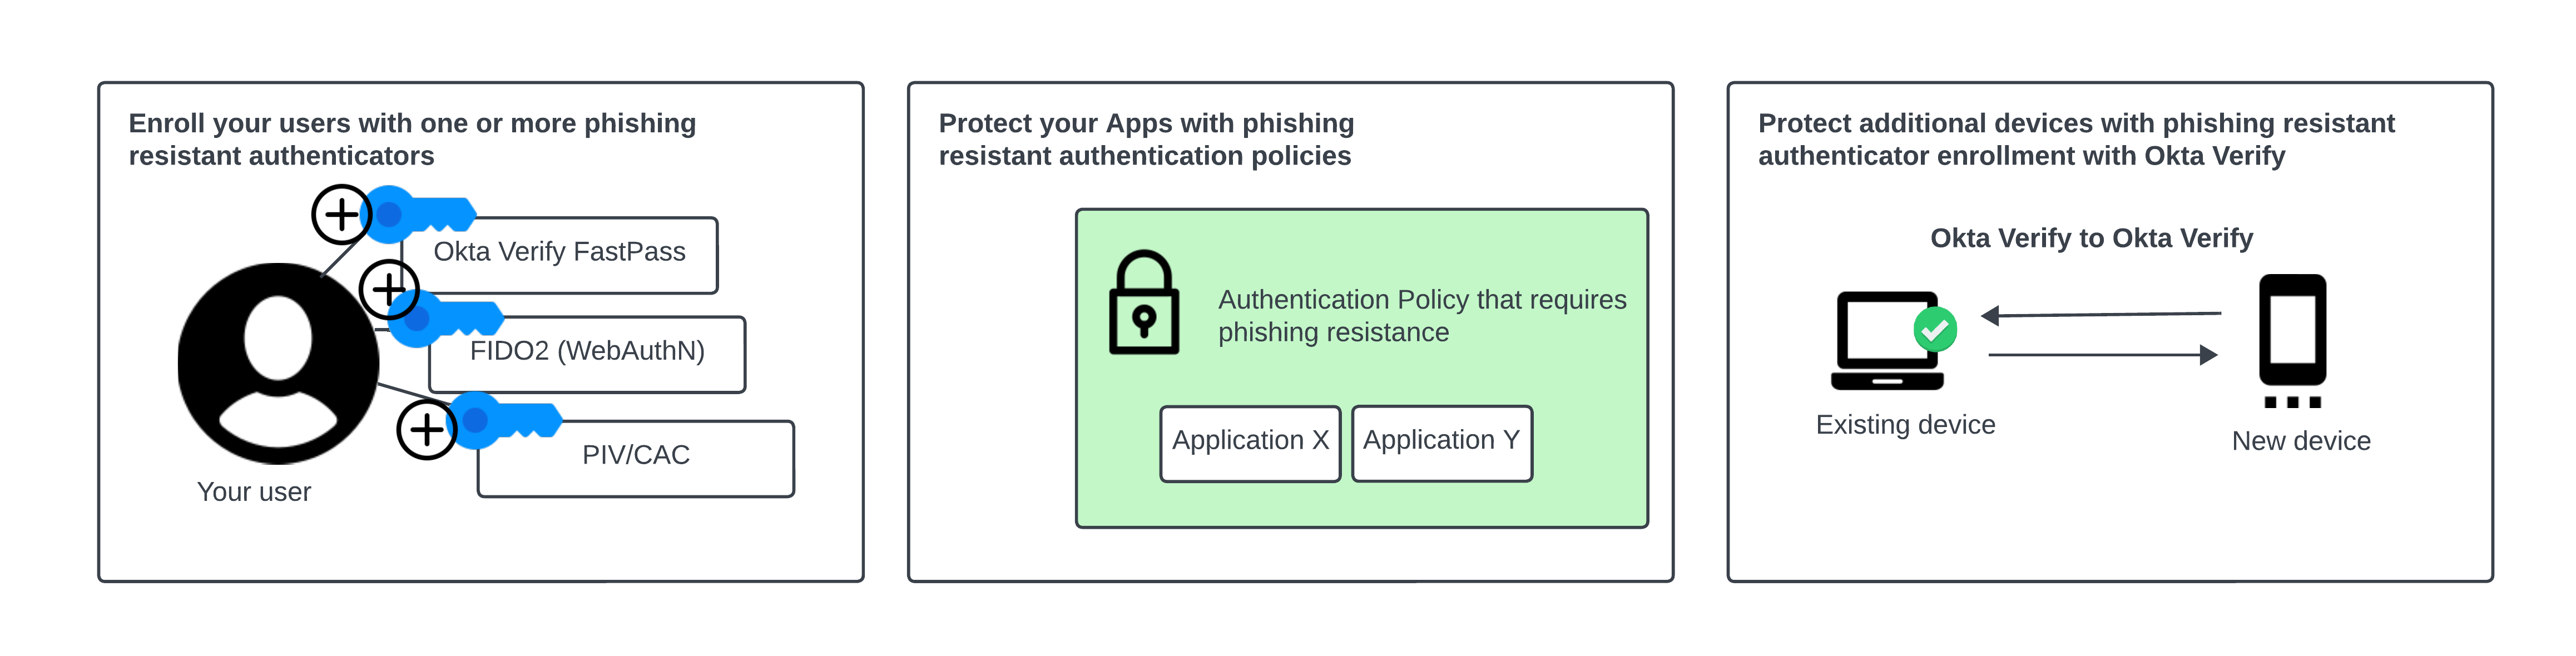 Enroll your users with one or more phishing
resistant authenticators
Okta Verify FastPass
FIDO2 (WebAuthN)
PIV/CAC
Your user
Protect your Apps with phishing
resistant authentication policies
Authentication Policy that requires
phishing resistance
Application X
Application Y
Protect additional devices with phishing resistant
authenticator enrollment with Okta Verify
Okta Verify to Okta Verify
Existing device
New device